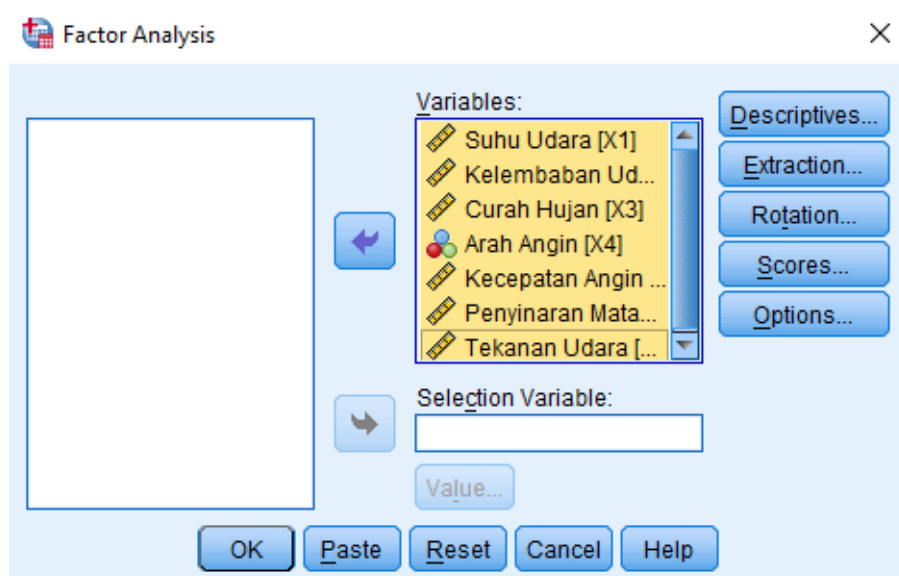 Factor Analysis
Variables:
Suhu Udara [X1]
Kelembaban Ud...
Curah Hujan [X3]
Arah Angin [X4]
Kecepatan Angin ...
Penyinaran Mata...
Tekanan Udara [...
Descriptives...
Extraction...
Rotation...
Scores...
Options...
Selection Variable:
Value...
OK Paste Reset Cancel Help